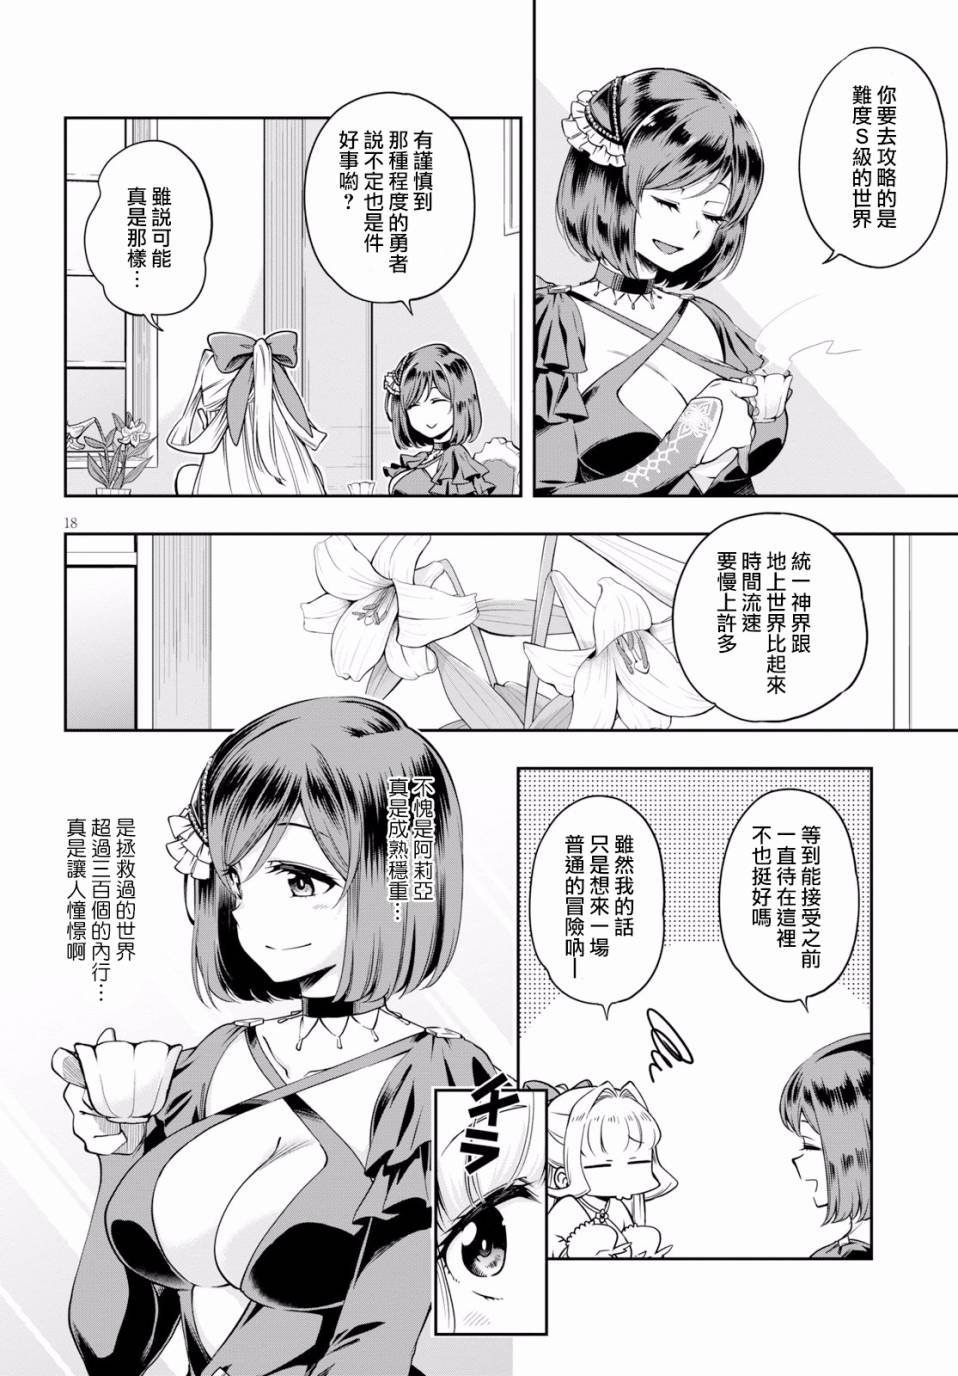 你要去攻略的是
難度S級的世界
有謹慎到
那種程度的勇者
說不定也是件
好事喲？
雖說可能
真是那樣…
18
統一神界跟
地上世界比起來
時間流速
要慢上許多
等到能接受之前
一直待在這裡
不也挺好嗎
雖然我的話
只是想來一場
普通的冒險吶─
チラ
不愧是阿莉亞
真是成熟穩重…
是拯救過的世界
超過三百個的內行…
真是讓人憧憬啊